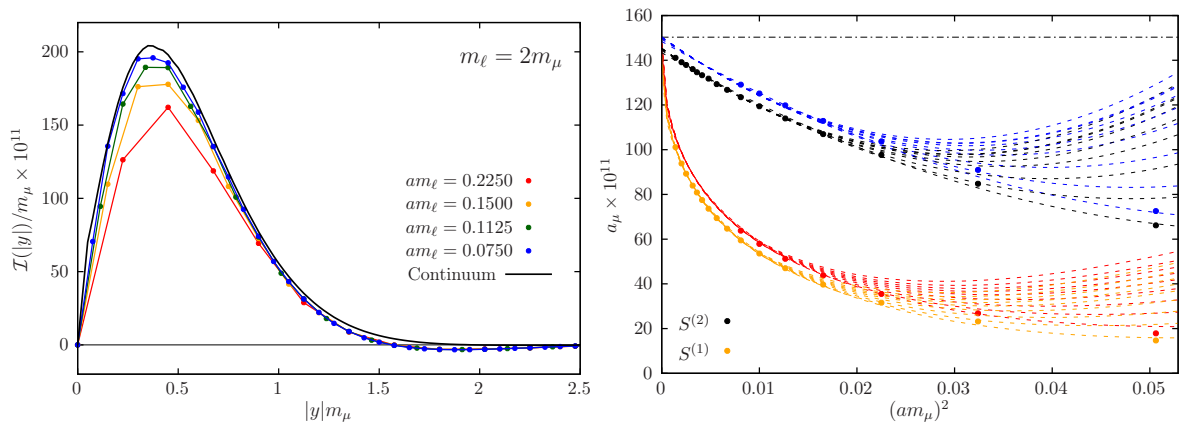 200
150
100
50
0
0
0.5
1
1.5
2
2.5
I(|y|)/m_μ × 10^11
|y|m_μ
m_ℓ = 2m_μ
am_ℓ = 0.2250
am_ℓ = 0.1500
am_ℓ = 0.1125
am_ℓ = 0.0750
Continuum
160
140
120
100
80
60
40
20
0
0
0.01
0.02
0.03
0.04
0.05
a_μ × 10^11
(am_μ)^2
S^(2)
S^(1)